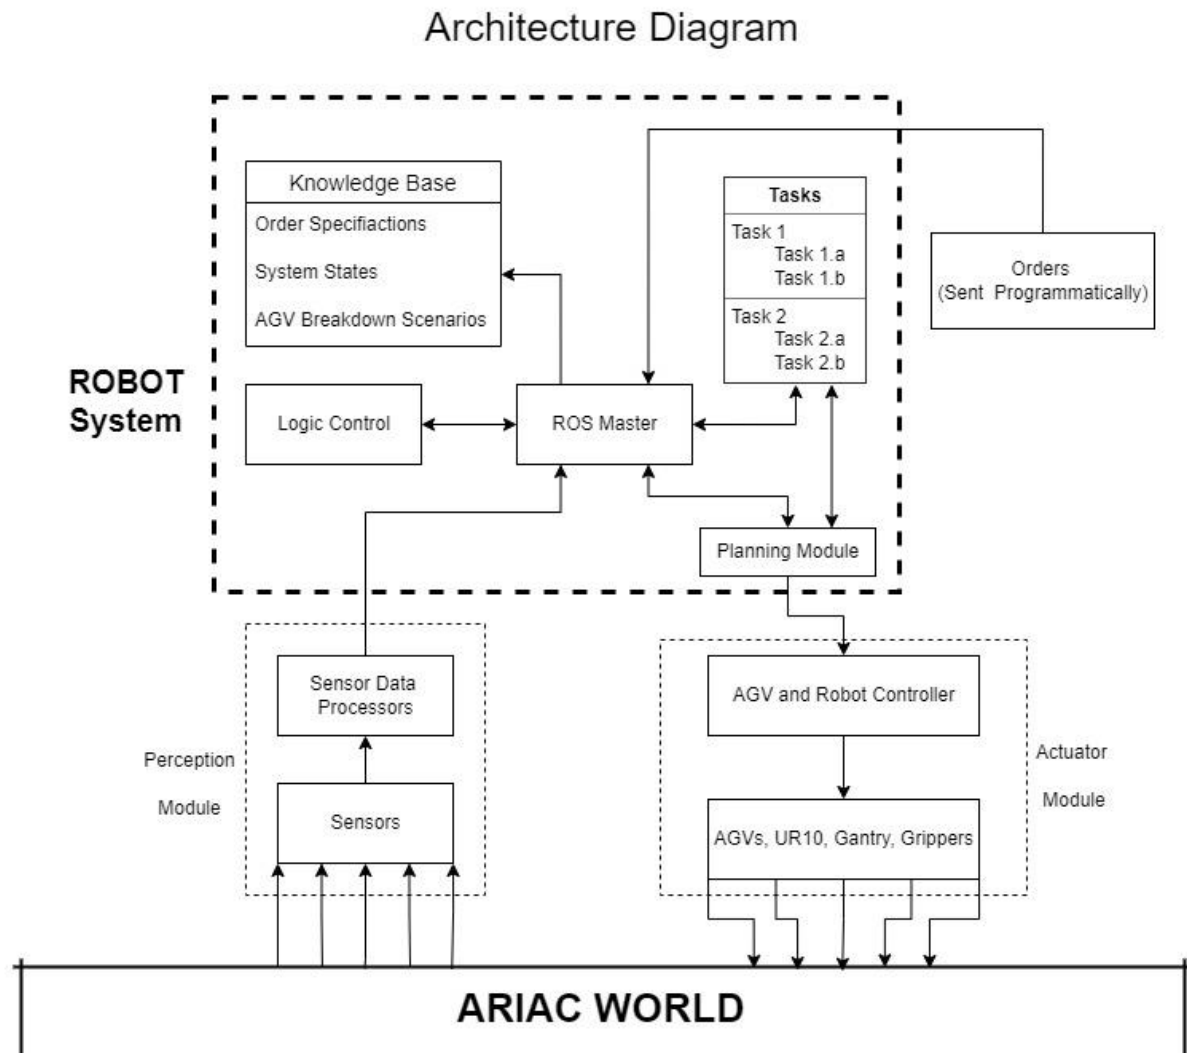 Architecture Diagram
Knowledge Base
Order Specifiactions
System States
AGV Breakdown Scenarios
Tasks
Task 1
Task 1.a
Task 1.b
Task 2
Task 2.a
Task 2.b
Orders
(Sent Programmatically)
ROBOT
System
Logic Control
ROS Master
Planning Module
Sensor Data
Processors
AGV and Robot Controller
Perception
Module
Actuator
Module
Sensors
AGVs, UR10, Gantry, Grippers
ARIAC WORLD